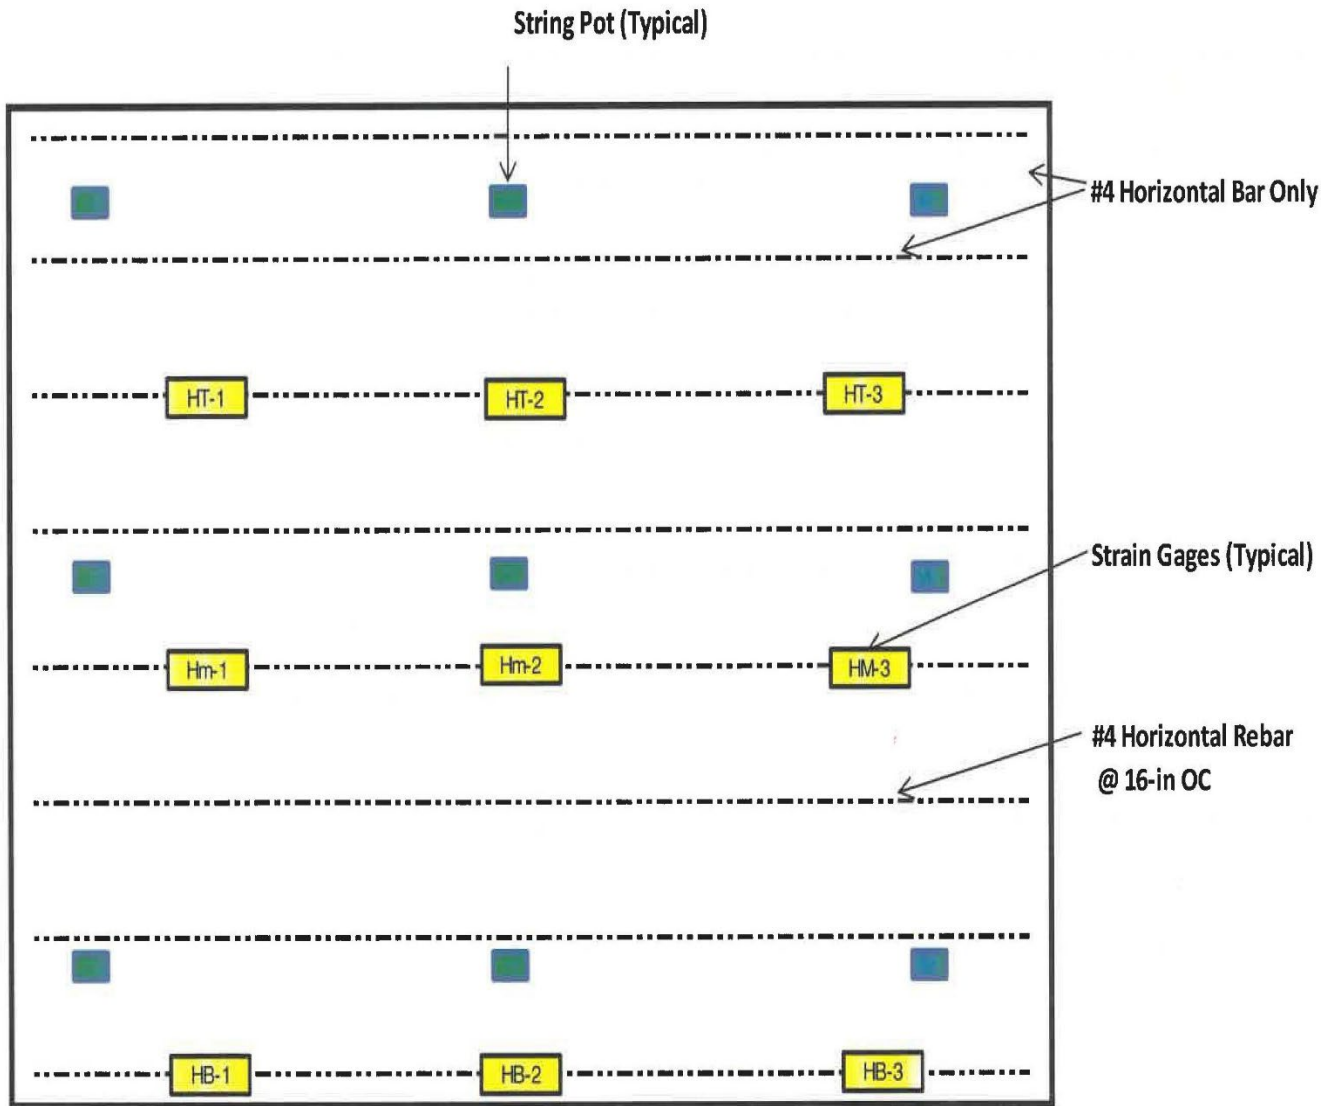 String Pot (Typical)
#4 Horizontal Bar Only
HT-1
HT-2
HT-3
Strain Gages (Typical)
Hm-1
Hm-2
HM-3
#4 Horizontal Rebar
@ 16-in OC
HB-1
HB-2
HB-3